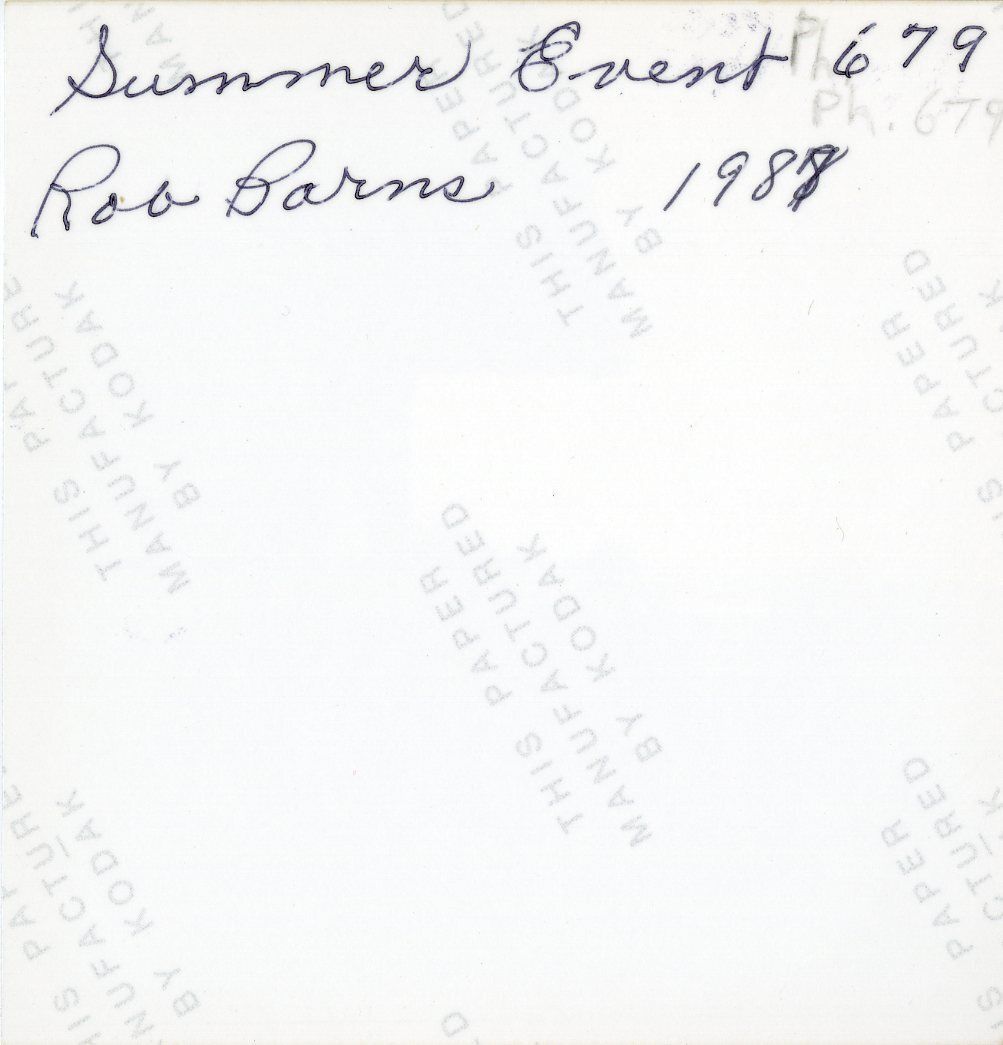 Summer Event 679
Ph. 679
Rob Barns
THIS PAPER
MANUFACTURED
BY KODAK